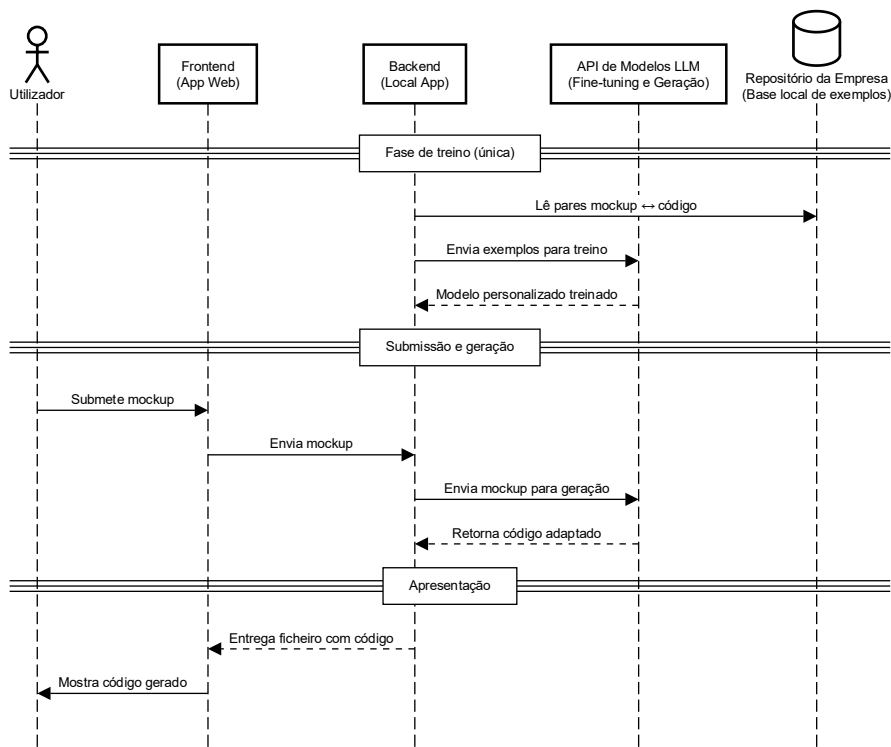 Utilizador
Frontend
(App Web)
Backend
(Local App)
API de Modelos LLM
(Fine-tuning e Geração)
Repositório da Empresa
(Base local de exemplos)
Fase de treino (única)
Lê pares mockup ↔ código
Envia exemplos para treino
Modelo personalizado treinado
Submissão e geração
Submete mockup
Envia mockup
Envia mockup para geração
Retorna código adaptado
Apresentação
Entrega ficheiro com código
Mostra código gerado